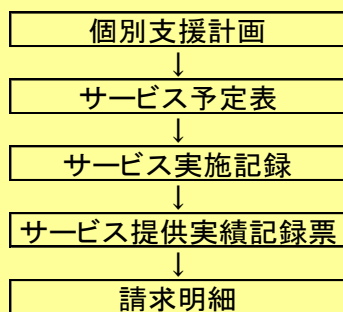 個別支援計画
↓
サービス予定表
↓
サービス実施記録
↓
サービス提供実績記録票
↓
請求明細